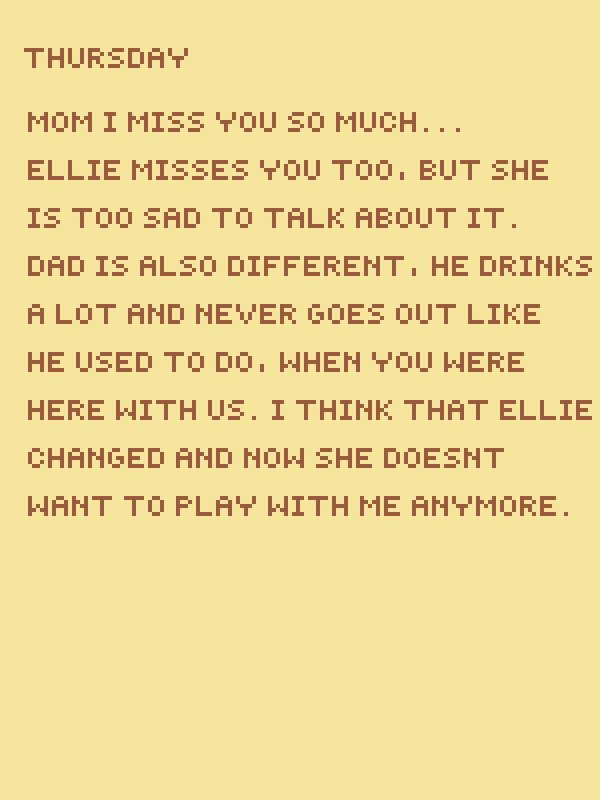 THURSDAY
MOM I MISS YOU SO MUCH...
ELLIE MISSES YOU TOO, BUT SHE
IS TOO SAD TO TALK ABOUT IT.
DAD IS ALSO DIFFERENT, HE DRINKS
A LOT AND NEVER GOES OUT LIKE
HE USED TO DO, WHEN YOU WERE
HERE WITH US. I THINK THAT ELLIE
CHANGED AND NOW SHE DOESNT
WANT TO PLAY WITH ME ANYMORE.